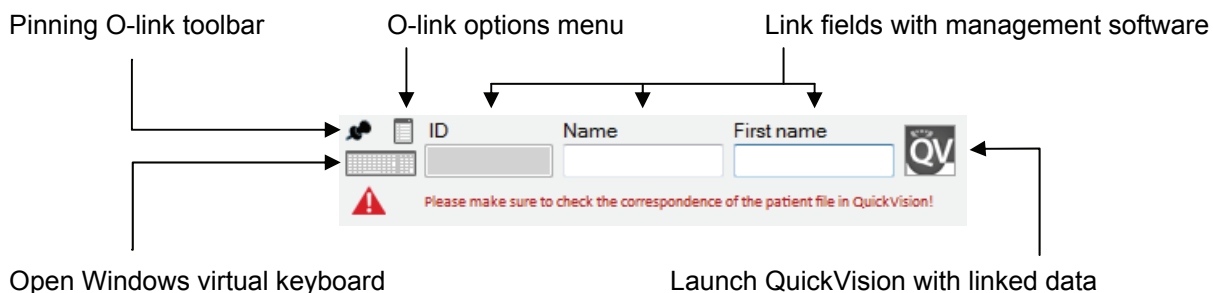 Pinning O-link toolbar O-link options menu Link fields with management software
ID Name First name
QV
Please make sure to check the correspondence of the patient file in QuickVision!
Open Windows virtual keyboard Launch QuickVision with linked data